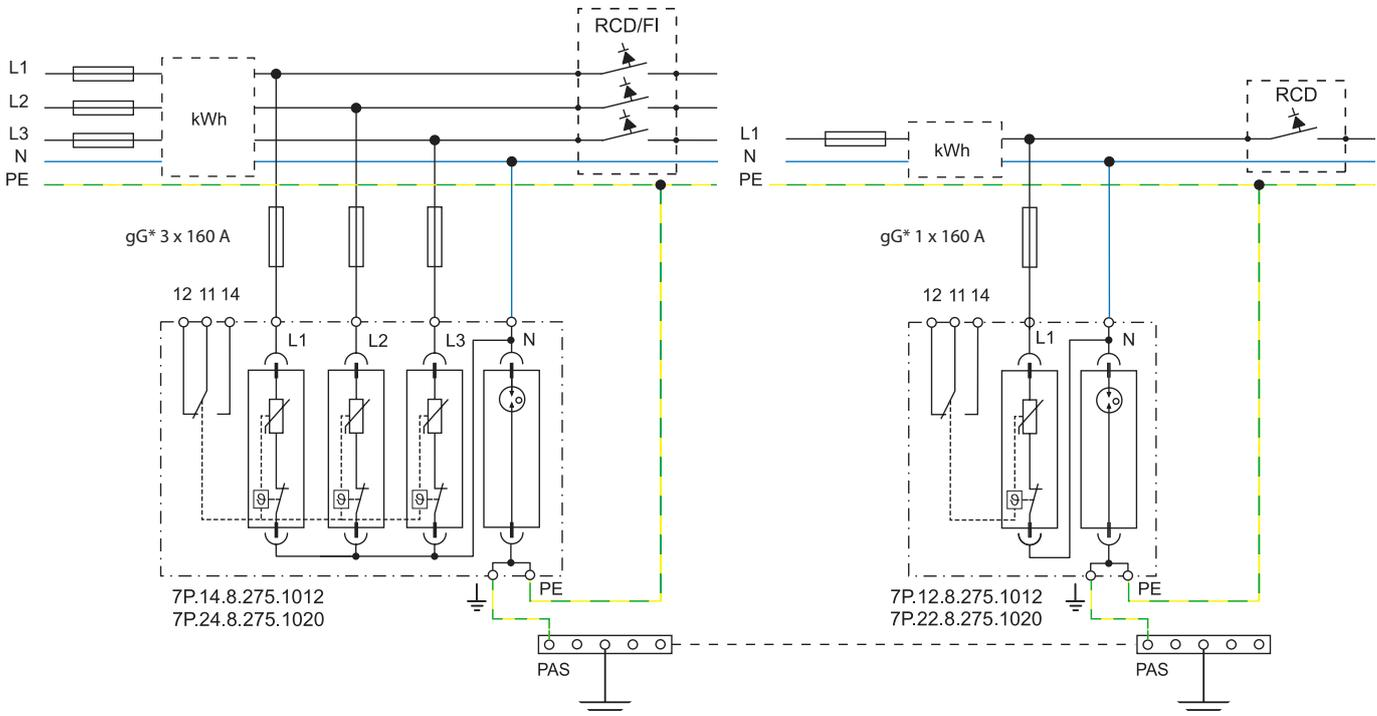 RCD/FI
L1
L2
kWh
L3
N
PE
gG* 3 x 160 A
12 11 14
L1
L2
L3
N
ϑ
ϑ
ϑ
PE
7P.14.8.275.1012
7P.24.8.275.1020
PAS
RCD
L1
kWh
N
PE
gG* 1 x 160 A
12 11 14
L1
N
ϑ
PE
7P.12.8.275.1012
7P.22.8.275.1020
PAS